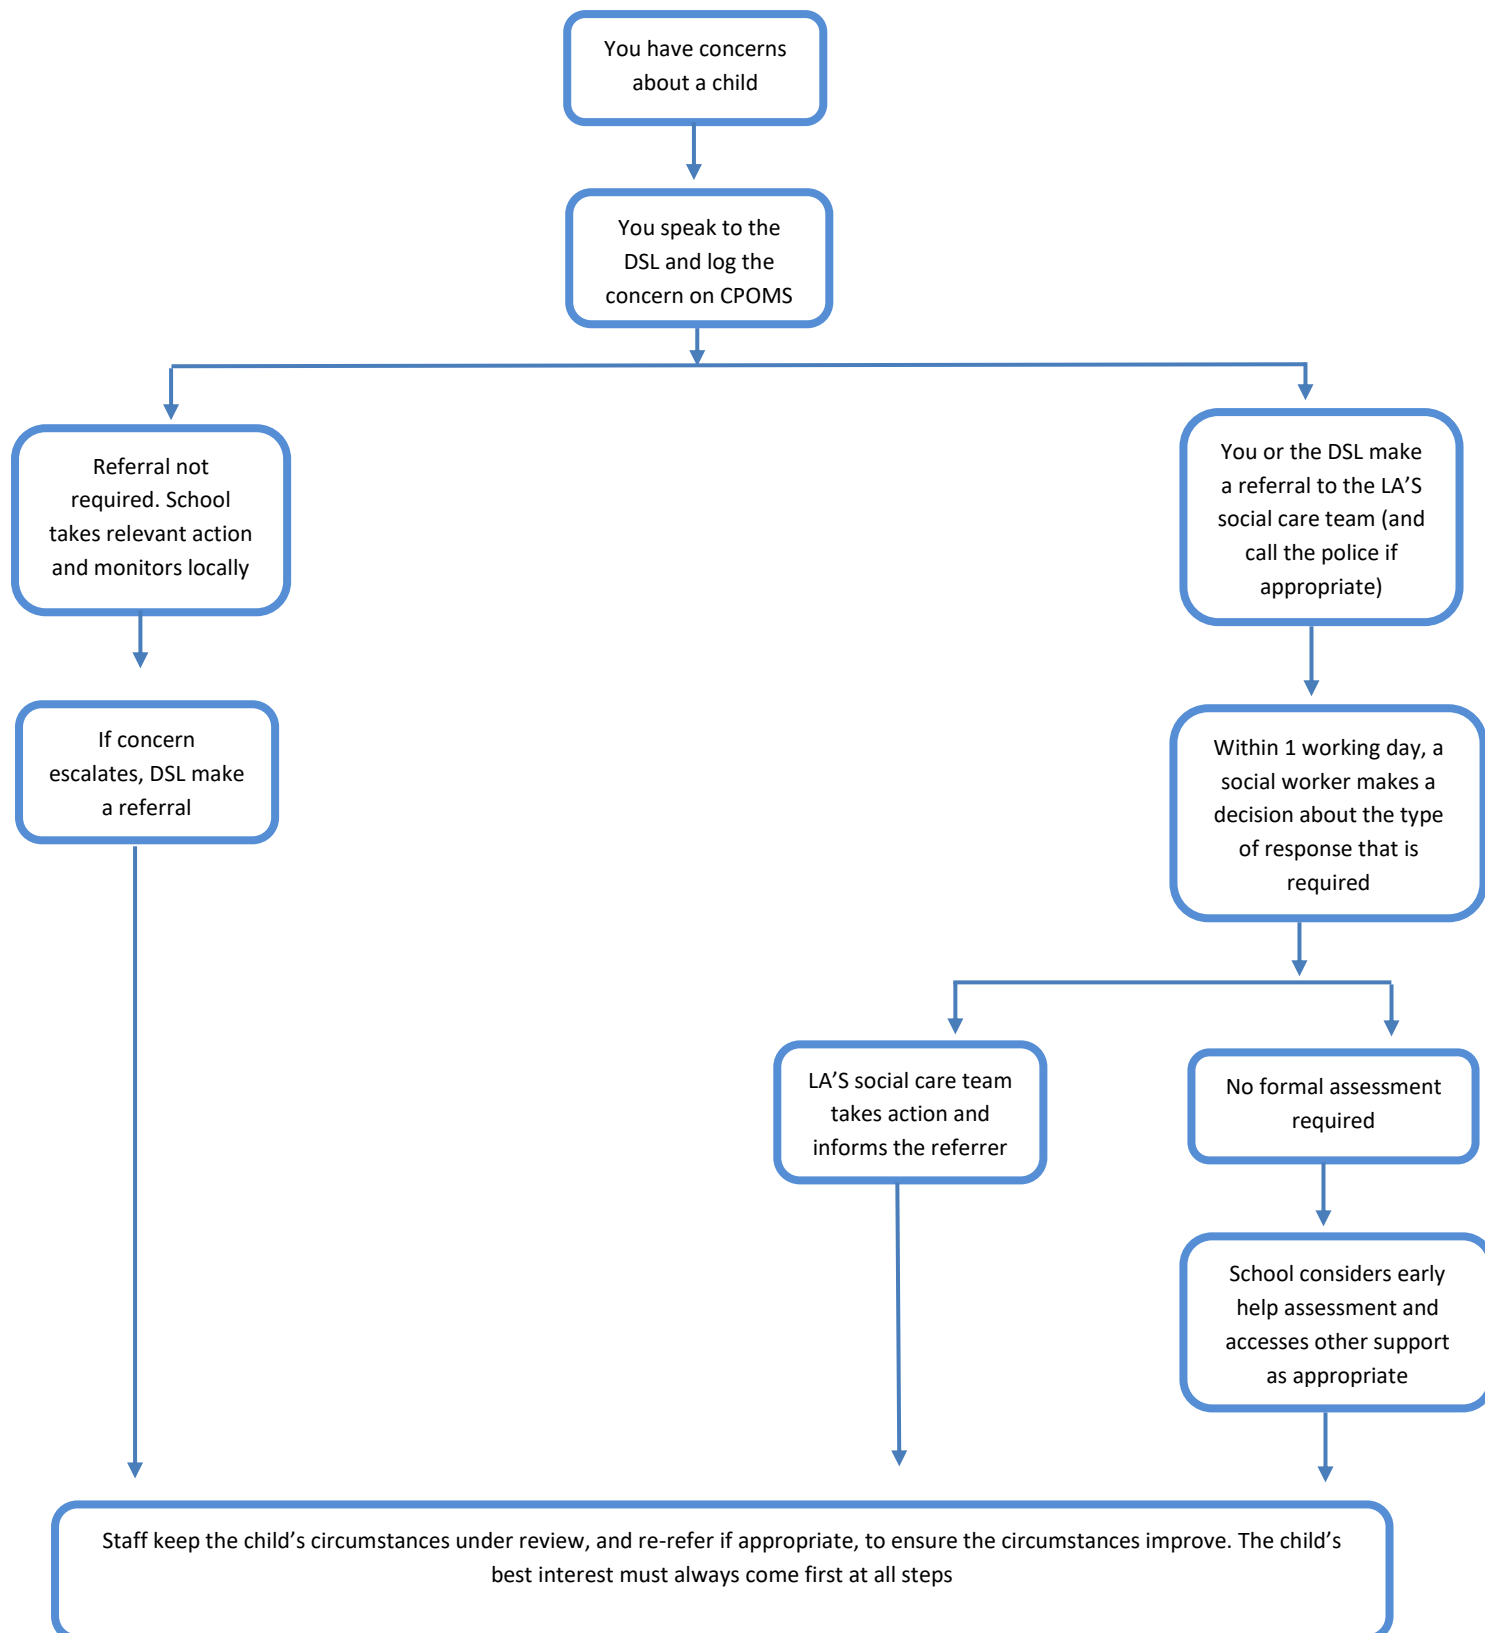 You have concerns
about a child
You speak to the
DSL and log the
concern on CPOMS
Referral not
required. School
takes relevant action
and monitors locally
If concern
escalates, DSL make
a referral
You or the DSL make
a referral to the LA’S
social care team (and
call the police if
appropriate)
Within 1 working day, a
social worker makes a
decision about the type
of response that is
required
LA’S social care team
takes action and
informs the referrer
No formal assessment
required
School considers early
help assessment and
accesses other support
as appropriate
Staff keep the child’s circumstances under review, and re-refer if appropriate, to ensure the circumstances improve. The child’s
best interest must always come first at all steps